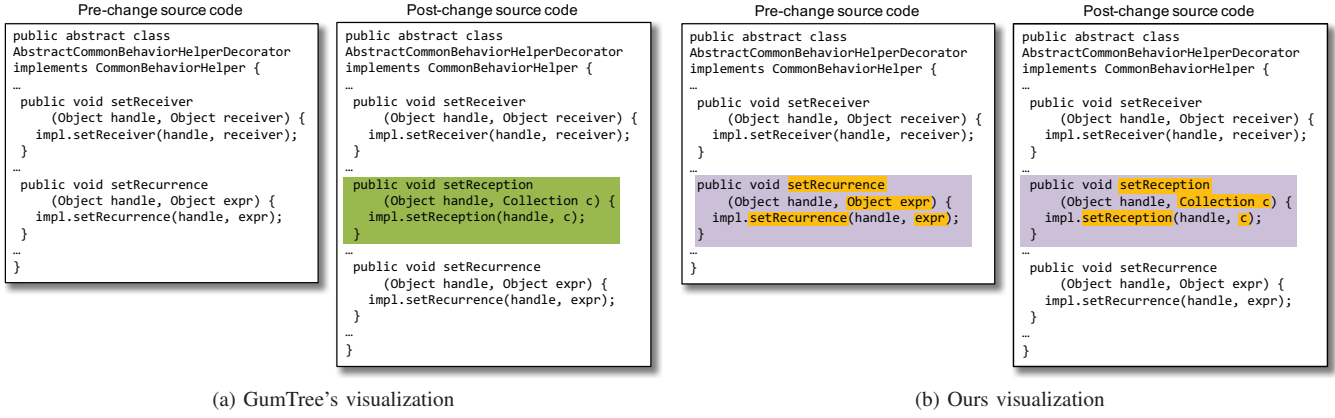 Pre-change source code
public abstract class
AbstractCommonBehaviorHelperDecorator
implements CommonBehaviorHelper {
…
public void setReceiver
(Object handle, Object receiver) {
impl.setReceiver(handle, receiver);
}
…
public void setRecurrence
(Object handle, Object expr) {
impl.setRecurrence(handle, expr);
}
…
}
Post-change source code
public abstract class
AbstractCommonBehaviorHelperDecorator
implements CommonBehaviorHelper {
…
public void setReceiver
(Object handle, Object receiver) {
impl.setReceiver(handle, receiver);
}
…
public void setReception
(Object handle, Collection c) {
impl.setReception(handle, c);
}
…
public void setRecurrence
(Object handle, Object expr) {
impl.setRecurrence(handle, expr);
}
…
}
(a) GumTree's visualization
Pre-change source code
public abstract class
AbstractCommonBehaviorHelperDecorator
implements CommonBehaviorHelper {
…
public void setReceiver
(Object handle, Object receiver) {
impl.setReceiver(handle, receiver);
}
…
public void setRecurrence
(Object handle, Object expr) {
impl.setRecurrence(handle, expr);
}
…
}
Post-change source code
public abstract class
AbstractCommonBehaviorHelperDecorator
implements CommonBehaviorHelper {
…
public void setReceiver
(Object handle, Object receiver) {
impl.setReceiver(handle, receiver);
}
…
public void setReception
(Object handle, Collection c) {
impl.setReception(handle, c);
}
…
public void setRecurrence
(Object handle, Object expr) {
impl.setRecurrence(handle, expr);
}
…
}
(b) Ours visualization